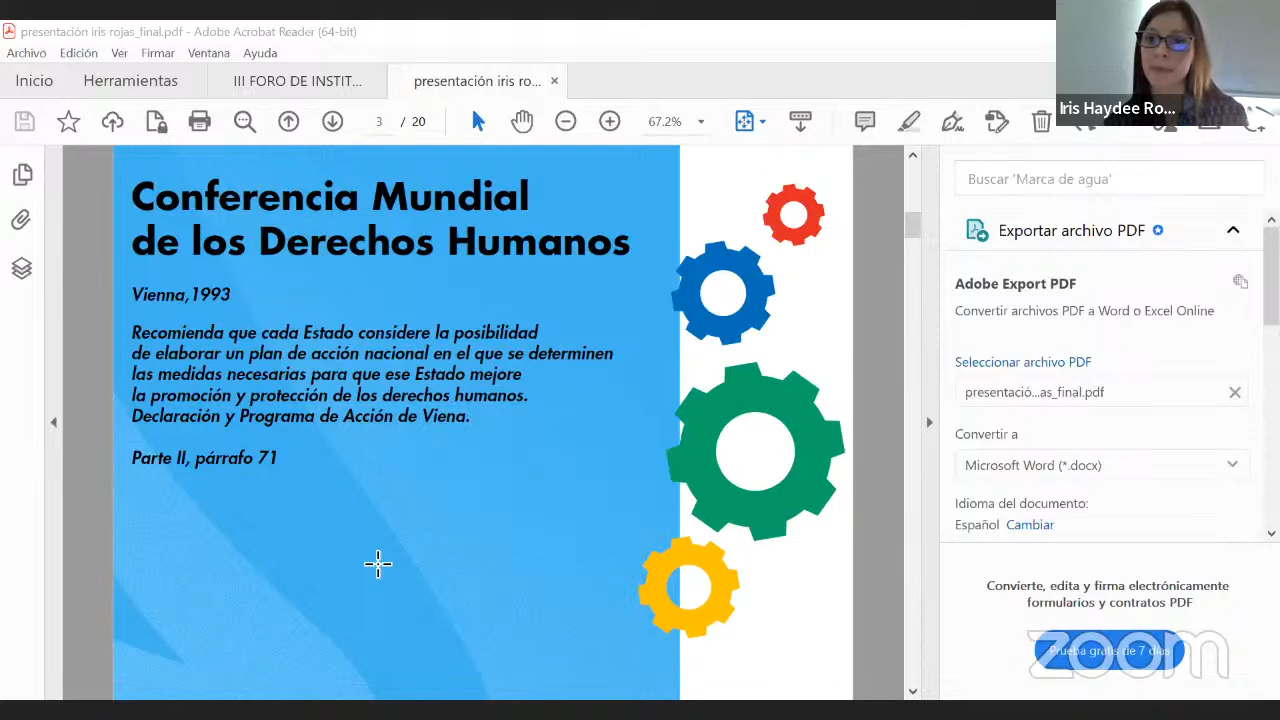 presentación iris rojas_final.pdf - Adobe Acrobat Reader (64-bit)
Archivo Edición Ver Firmar Ventana Ayuda
Inicio Herramientas III FORO DE INSTIT... presentación iris ro... ×
3 / 20 67.2%
Iris Haydee Ro...
Conferencia Mundial
de los Derechos Humanos
Vienna,1993
Recomienda que cada Estado considere la posibilidad
de elaborar un plan de acción nacional en el que se determinen
las medidas necesarias para que ese Estado mejore
la promoción y protección de los derechos humanos.
Declaración y Programa de Acción de Viena.
Parte II, párrafo 71
Buscar 'Marca de agua'
Exportar archivo PDF
Adobe Export PDF
Convertir archivos PDF a Word o Excel Online
Seleccionar archivo PDF
presentació...as_final.pdf
Convertir a
Microsoft Word (*.docx)
Idioma del documento:
Español Cambiar
Convierte, edita y firma electrónicamente
formularios y contratos PDF
Prueba gratis de 7 días
zoom